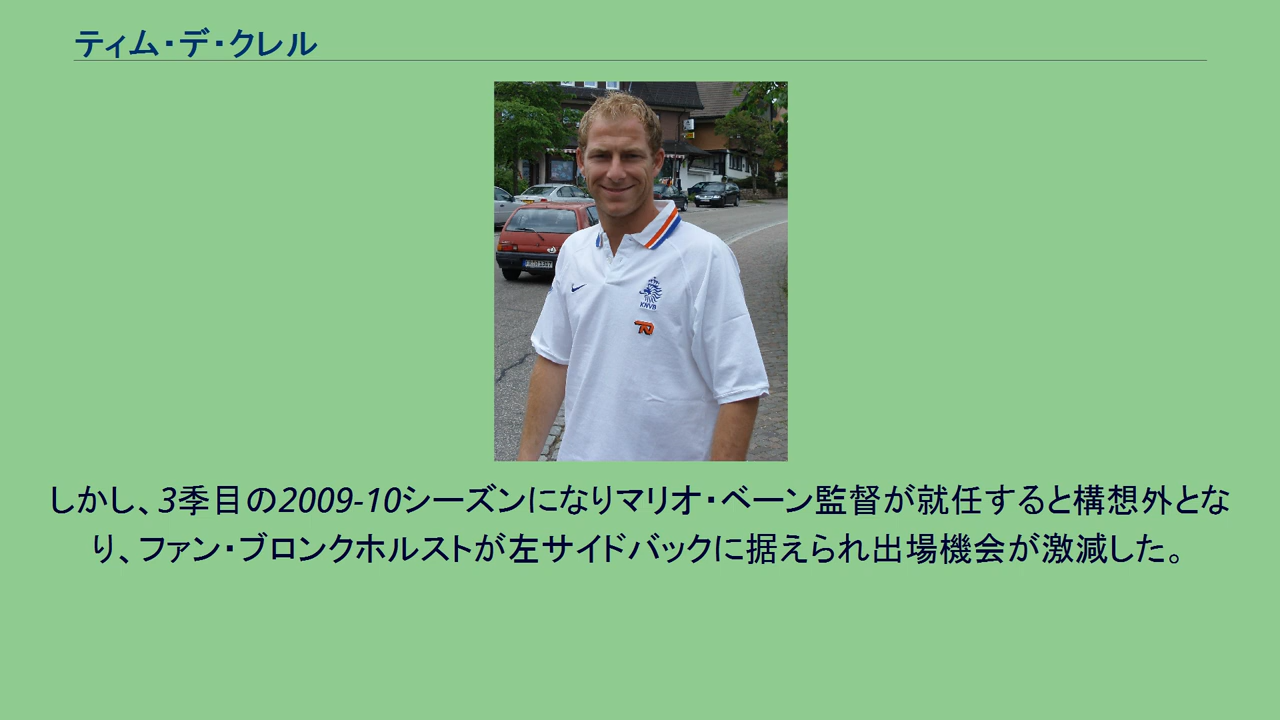 ティム・デ・クレル
KNVB
しかし、3季目の2009-10シーズンになりマリオ・ベーン監督が就任すると構想外とな
り、ファン・ブロンクホルストが左サイドバックに据えられ出場機会が激減した。